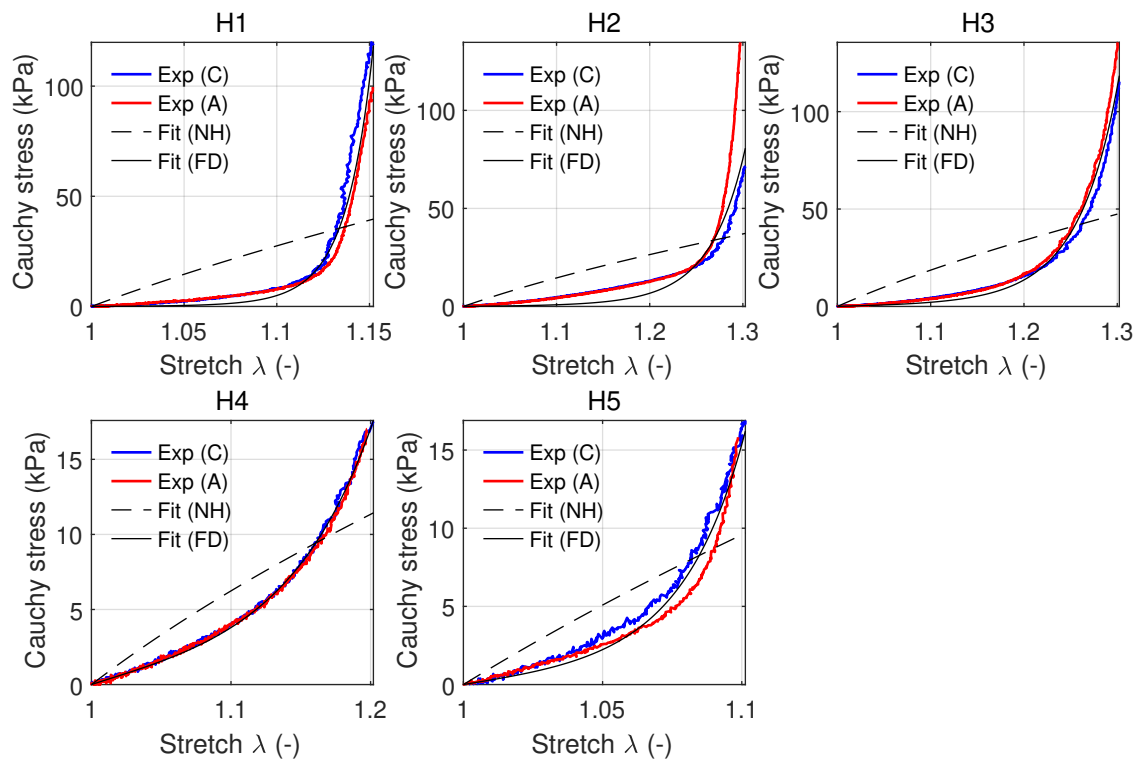 H1
Cauchy stress (kPa)
100
50
0
Exp (C)
Exp (A)
Fit (NH)
Fit (FD)
1 1.05 1.1 1.15
Stretch λ (-)
H2
Cauchy stress (kPa)
100
50
0
Exp (C)
Exp (A)
Fit (NH)
Fit (FD)
1 1.1 1.2 1.3
Stretch λ (-)
H3
Cauchy stress (kPa)
100
50
0
Exp (C)
Exp (A)
Fit (NH)
Fit (FD)
1 1.1 1.2 1.3
Stretch λ (-)
H4
Cauchy stress (kPa)
15
10
5
0
Exp (C)
Exp (A)
Fit (NH)
Fit (FD)
1 1.1 1.2
Stretch λ (-)
H5
Cauchy stress (kPa)
15
10
5
0
Exp (C)
Exp (A)
Fit (NH)
Fit (FD)
1 1.05 1.1
Stretch λ (-)